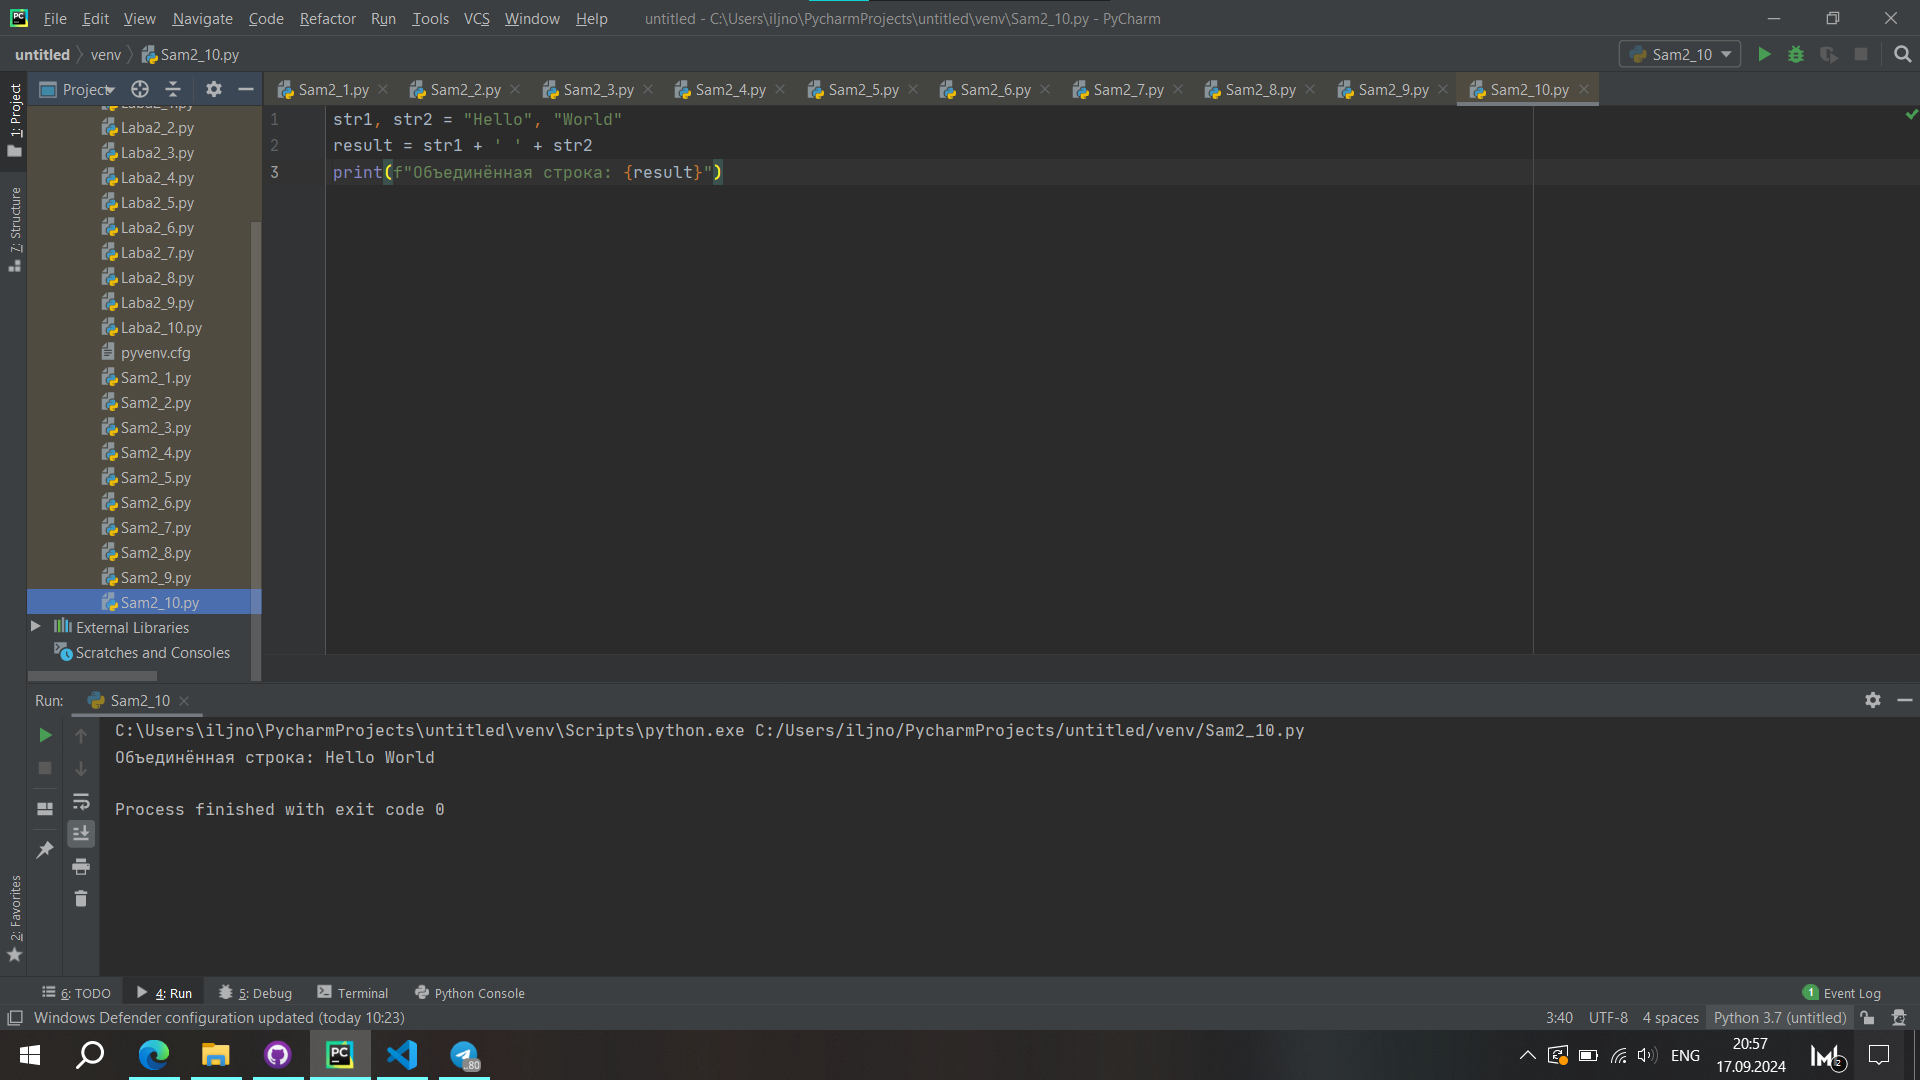 File Edit View Navigate Code Refactor Run Tools VCS Window Help untitled - C:\Users\iljno\PycharmProjects\untitled\venv\Sam2_10.py - PyCharm
untitled venv Sam2_10.py Sam2_10
Project Sam2_1.py Sam2_2.py Sam2_3.py Sam2_4.py Sam2_5.py Sam2_6.py Sam2_7.py Sam2_8.py Sam2_9.py Sam2_10.py
1: Project
7: Structure
2: Favorites
Laba2_2.py
Laba2_3.py
Laba2_4.py
Laba2_5.py
Laba2_6.py
Laba2_7.py
Laba2_8.py
Laba2_9.py
Laba2_10.py
pyvenv.cfg
Sam2_1.py
Sam2_2.py
Sam2_3.py
Sam2_4.py
Sam2_5.py
Sam2_6.py
Sam2_7.py
Sam2_8.py
Sam2_9.py
Sam2_10.py
External Libraries
Scratches and Consoles
1 str1, str2 = "Hello", "World"
2 result = str1 + ' ' + str2
3 print(f"Объединённая строка: {result}")
Run: Sam2_10
C:\Users\iljno\PycharmProjects\untitled\venv\Scripts\python.exe C:/Users/iljno/PycharmProjects/untitled/venv/Sam2_10.py
Объединённая строка: Hello World
Process finished with exit code 0
6: TODO 4: Run 5: Debug Terminal Python Console 1 Event Log
Windows Defender configuration updated (today 10:23) 3:40 UTF-8 4 spaces Python 3.7 (untitled)
PC ..80 ENG 20:57 2
17.09.2024